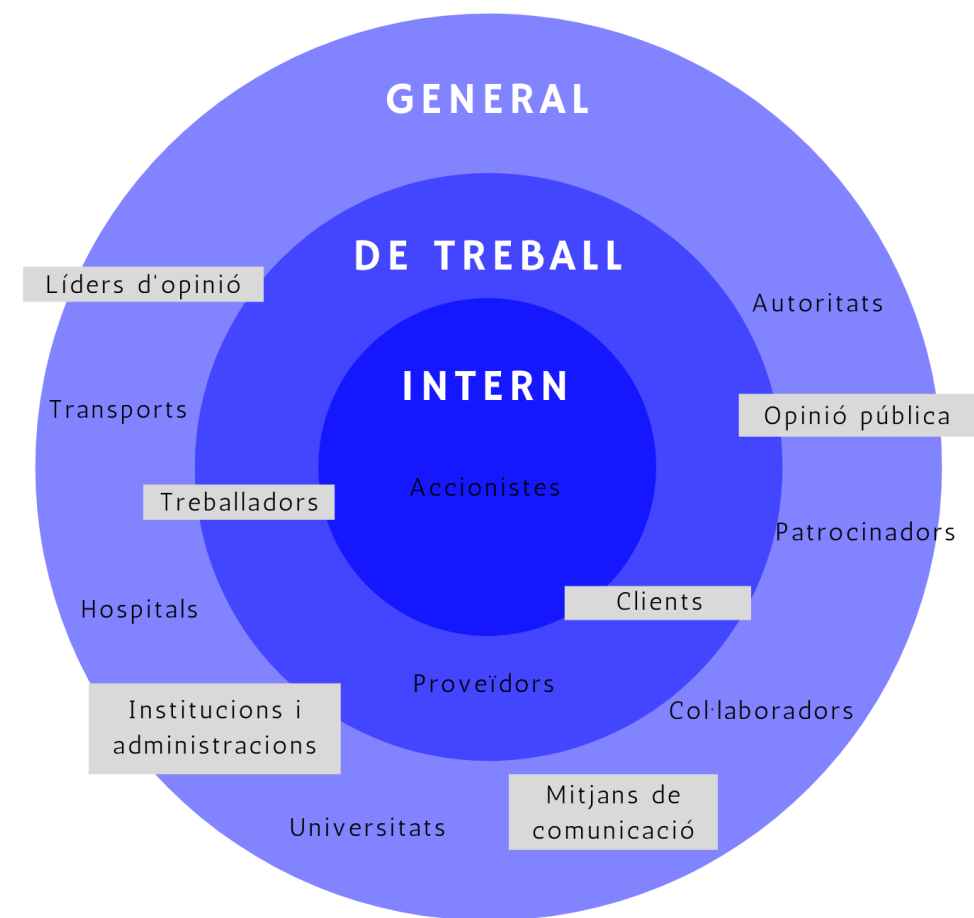 GENERAL
DE TREBALL
Líders d'opinió
Autoritats
INTERN
Transports
Opinió pública
Accionistes
Treballadors
Patrocinadors
Clients
Hospitals
Proveïdors
Col·laboradors
Institucions i
administracions
Mitjans de
comunicació
Universitats